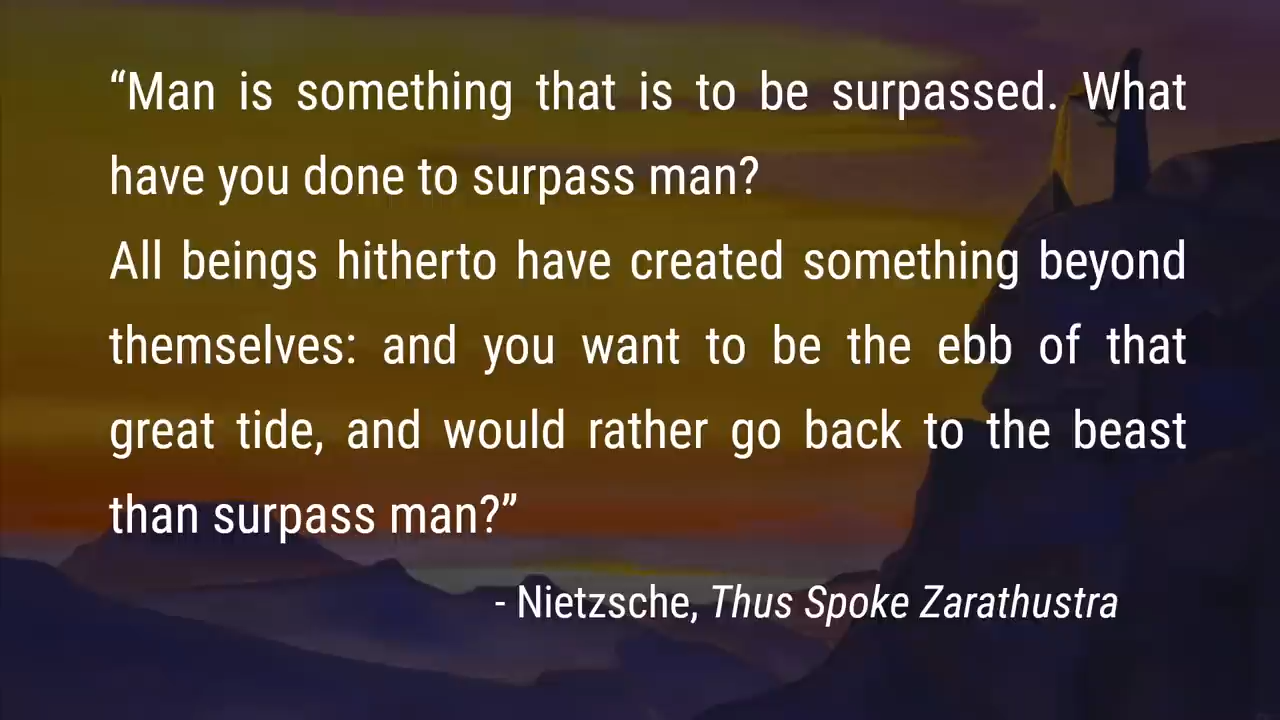 “Man is something that is to be surpassed. What
have you done to surpass man?
All beings hitherto have created something beyond
themselves: and you want to be the ebb of that
great tide, and would rather go back to the beast
than surpass man?”
- Nietzsche, Thus Spoke Zarathustra